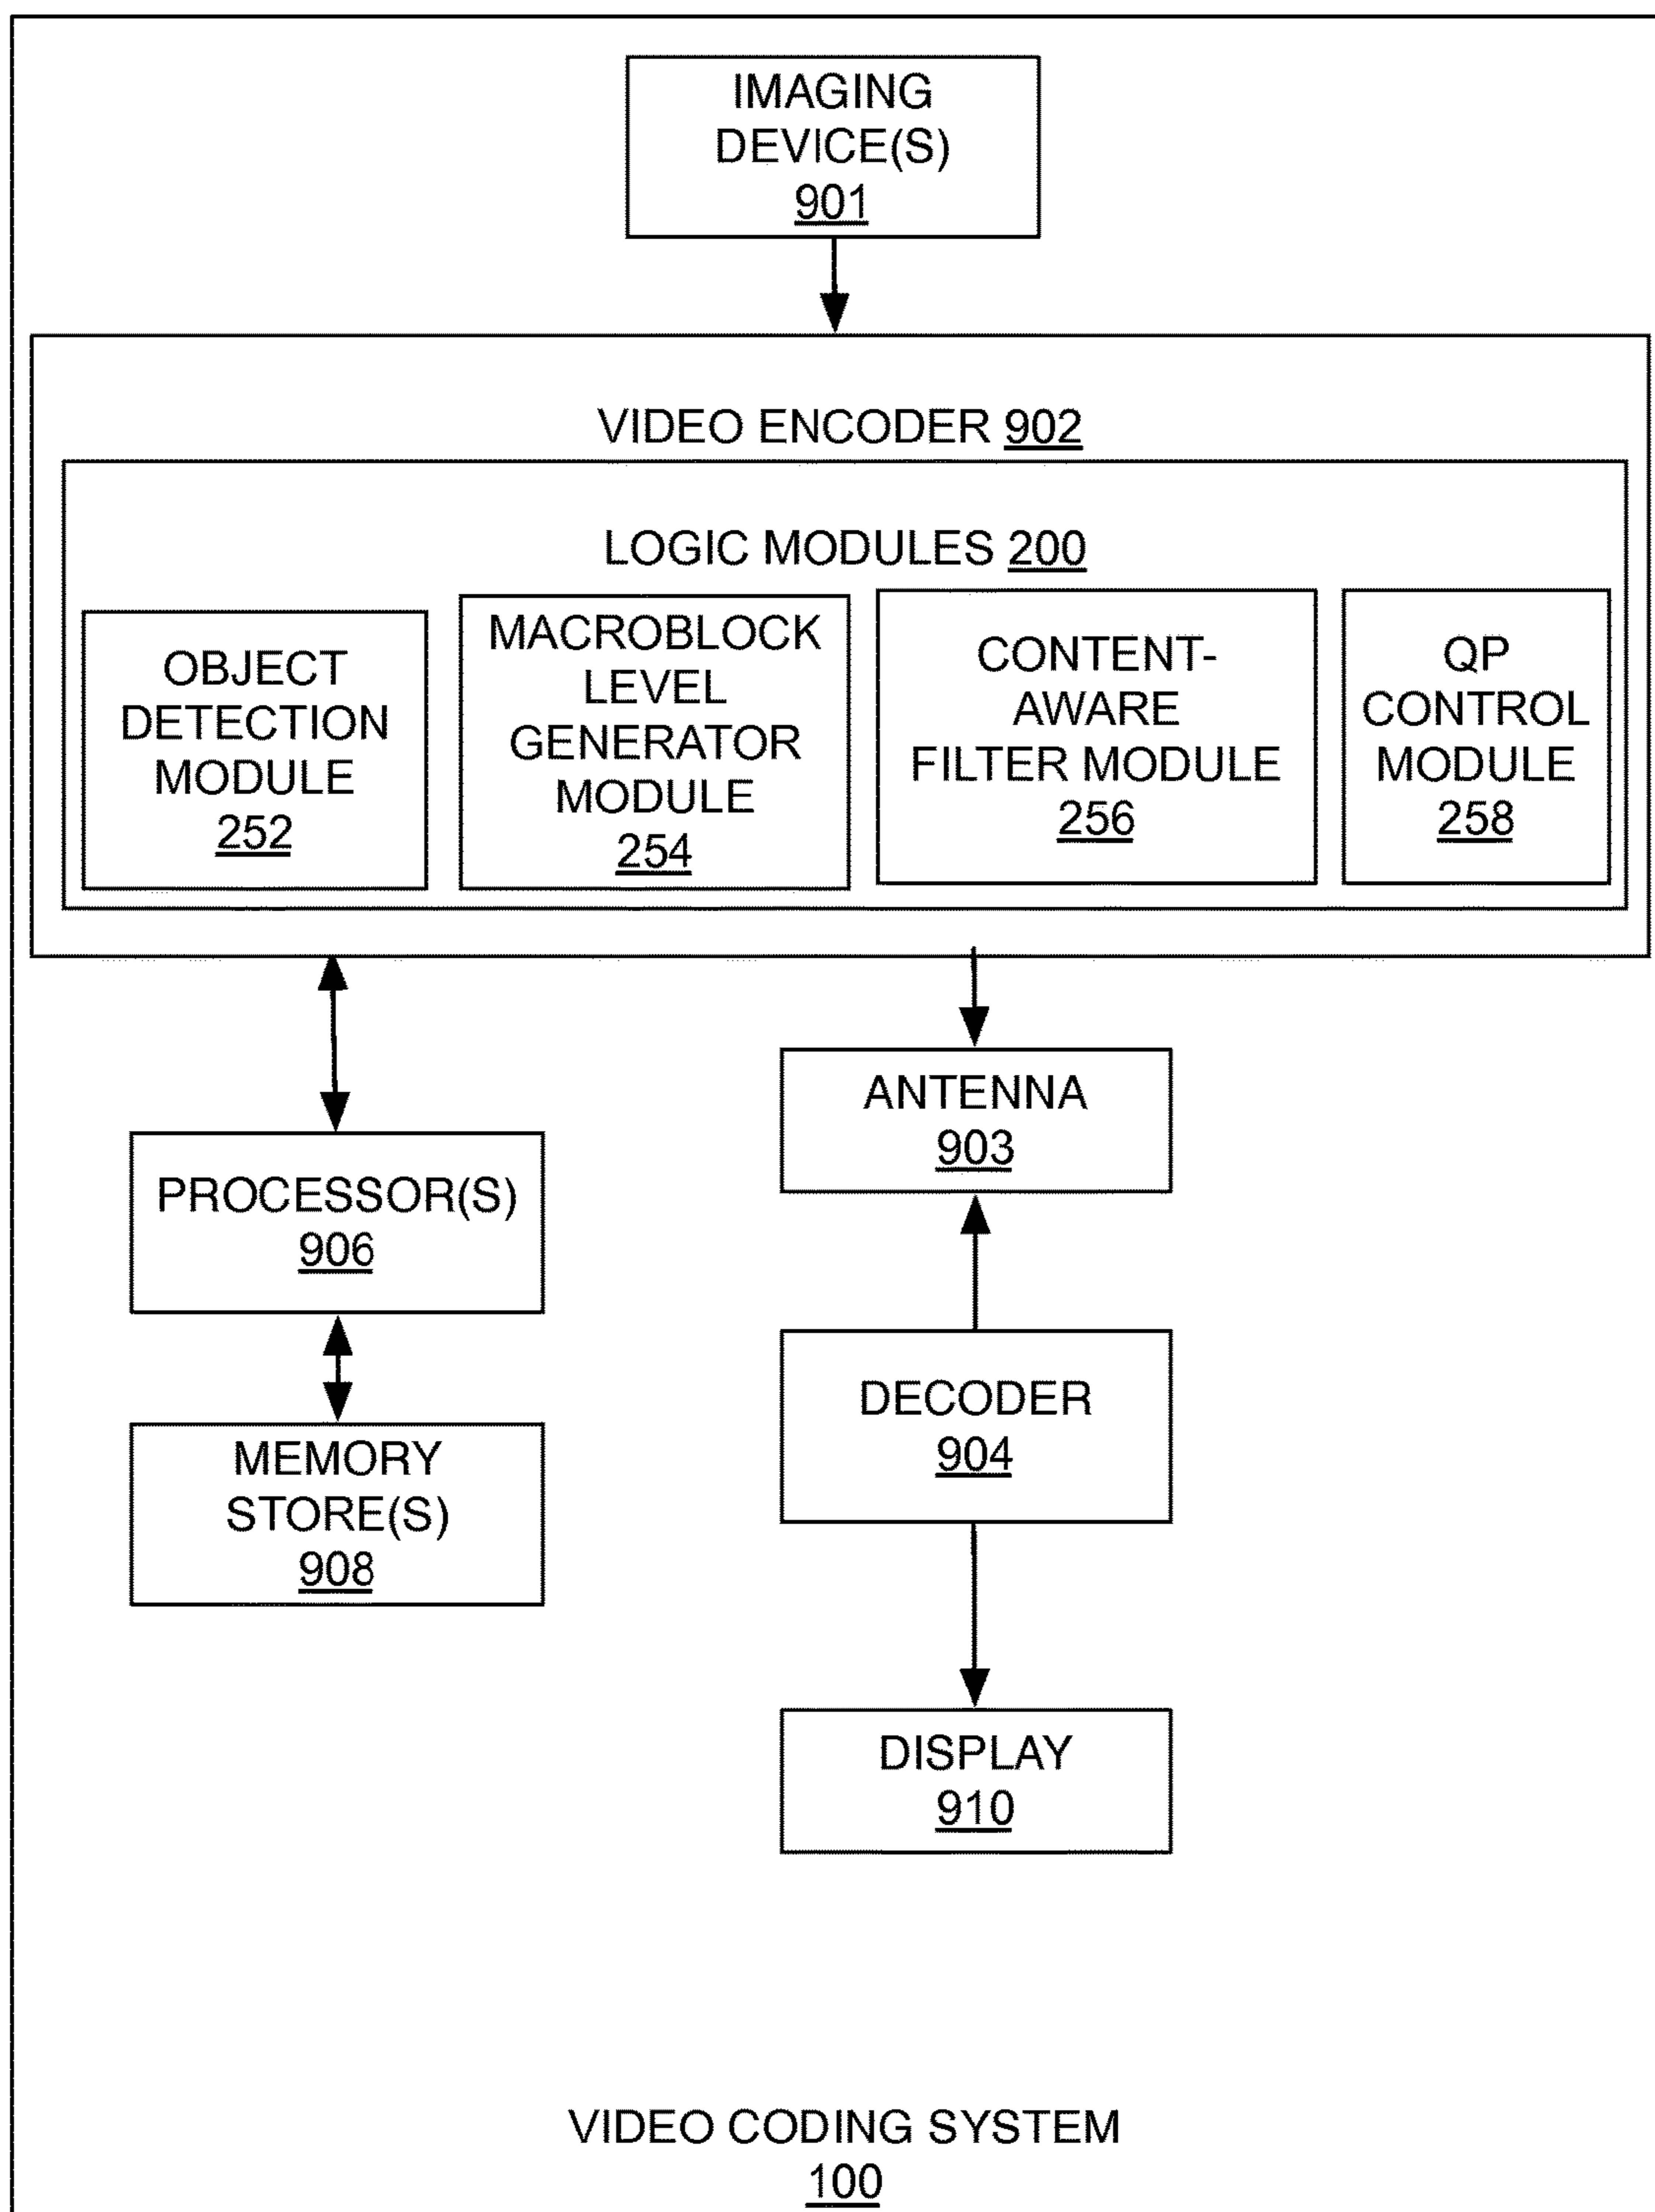 IMAGING
DEVICE(S)
901
VIDEO ENCODER 902
LOGIC MODULES 200
OBJECT
DETECTION
MODULE
252
MACROBLOCK
LEVEL
GENERATOR
MODULE
254
CONTENT-
AWARE
FILTER MODULE
256
QP
CONTROL
MODULE
258
ANTENNA
903
PROCESSOR(S)
906
DECODER
904
MEMORY
STORE(S)
908
DISPLAY
910
VIDEO CODING SYSTEM
100